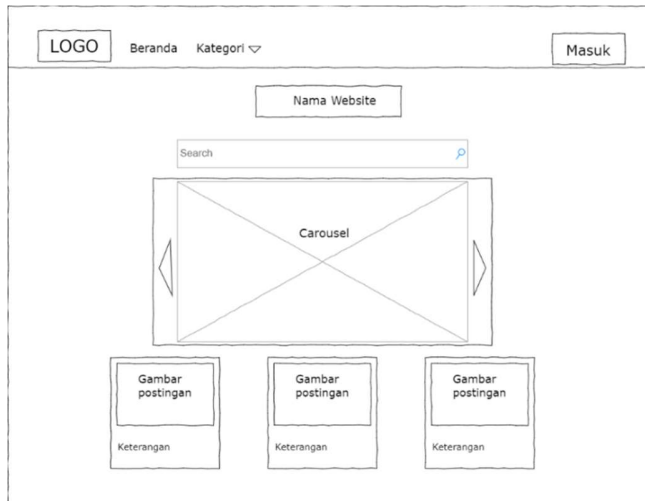 LOGO Beranda Kategori Masuk
Nama Website
Search
Carousel
Gambar
postingan
Keterangan
Gambar
postingan
Keterangan
Gambar
postingan
Keterangan